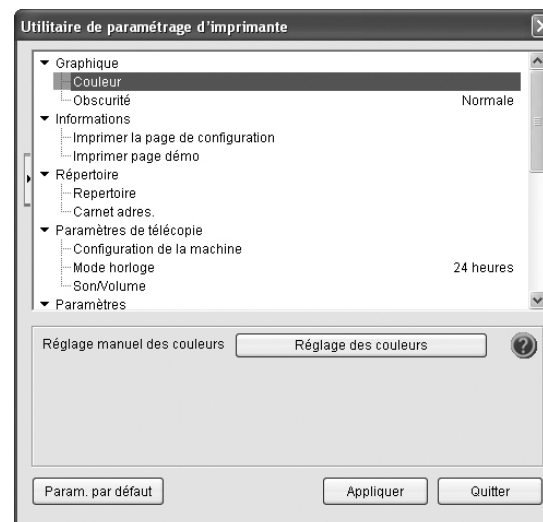 Utilitaire de paramétrage d'imprimante
Graphique
Couleur
Obscurité Normale
Informations
Imprimer la page de configuration
Imprimer page démo
Répertoire
Repertoire
Carnet adres.
Paramètres de télécopie
Configuration de la machine
Mode horloge 24 heures
Son/Volume
Paramètres
Réglage manuel des couleurs Réglage des couleurs ?
Param. par défaut Appliquer Quitter